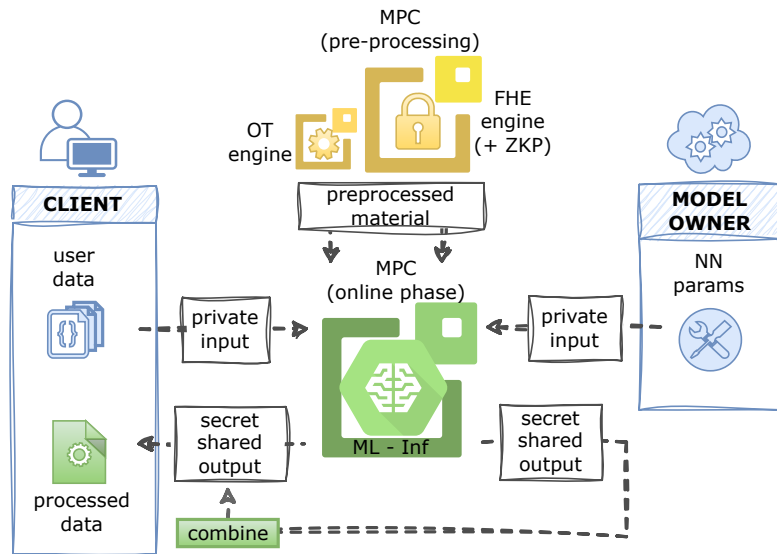 MPC
(pre-processing)
OT
engine
FHE
engine
(+ ZKP)
preprocessed
material
CLIENT
user
data
MODEL
OWNER
NN
params
MPC
(online phase)
private
input
private
input
ML - Inf
secret
shared
output
secret
shared
output
processed
data
combine